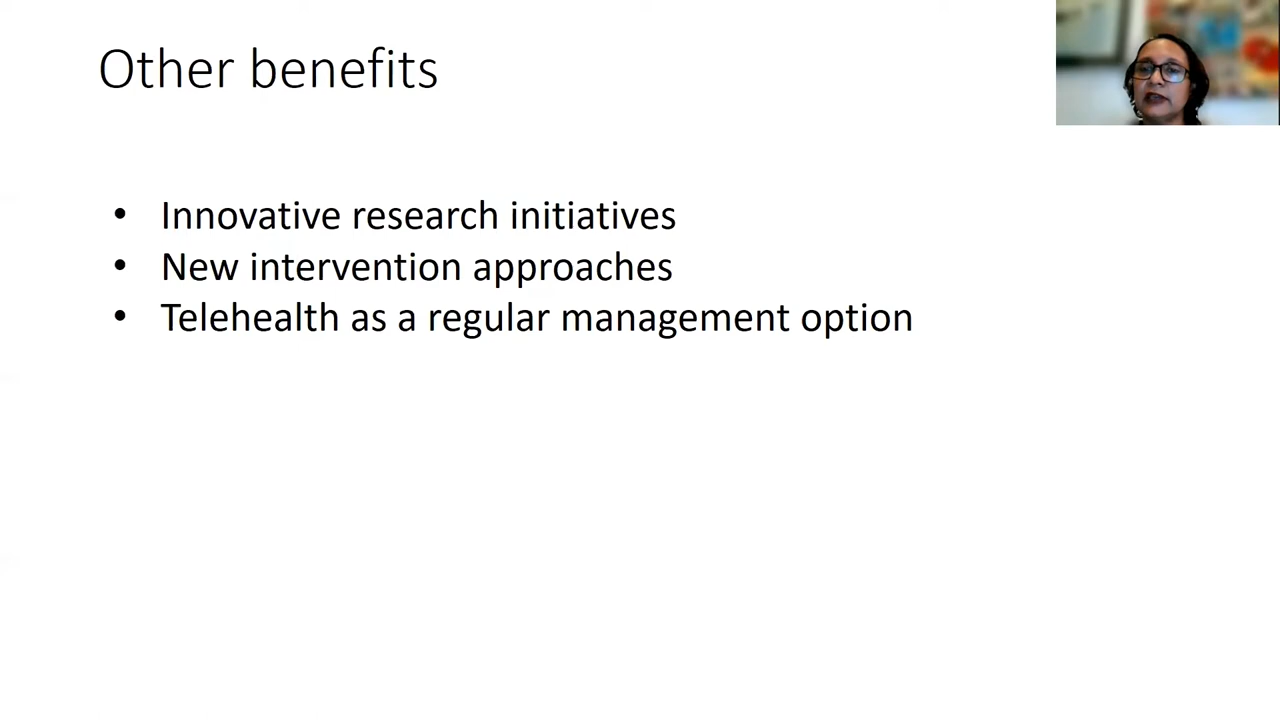 Other benefits
• Innovative research initiatives
• New intervention approaches
• Telehealth as a regular management option